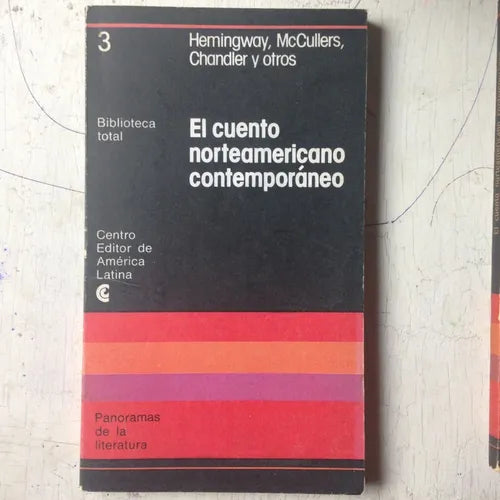 3
Hemingway, McCullers,
Chandler y otros
Biblioteca
total
El cuento
norteamericano
contemporáneo
Centro
Editor de
América
Latina
Panoramas
de la
literatura